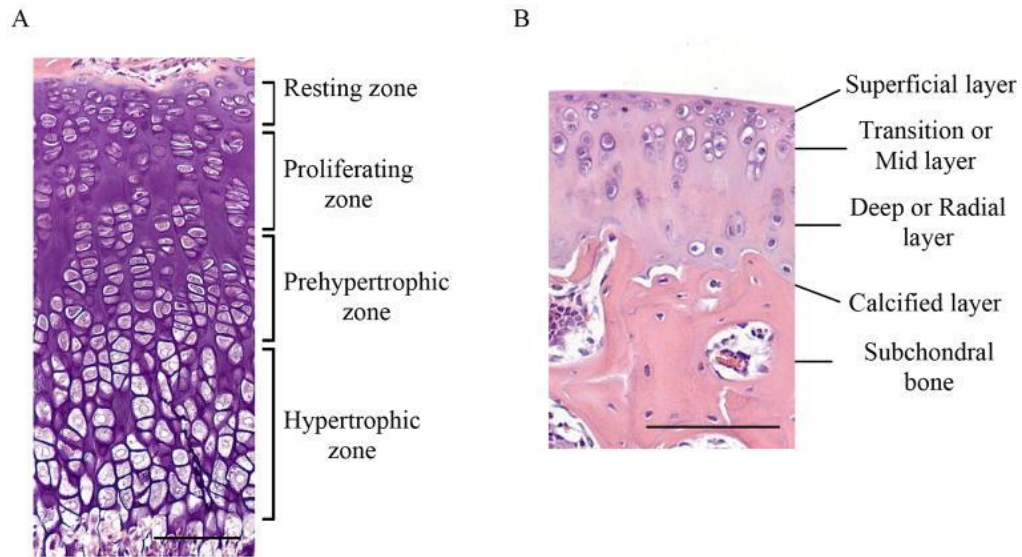 A
Resting zone
Proliferating
zone
Prehypertrophic
zone
Hypertrophic
zone
B
Superficial layer
Transition or
Mid layer
Deep or Radial
layer
Calcified layer
Subchondral
bone